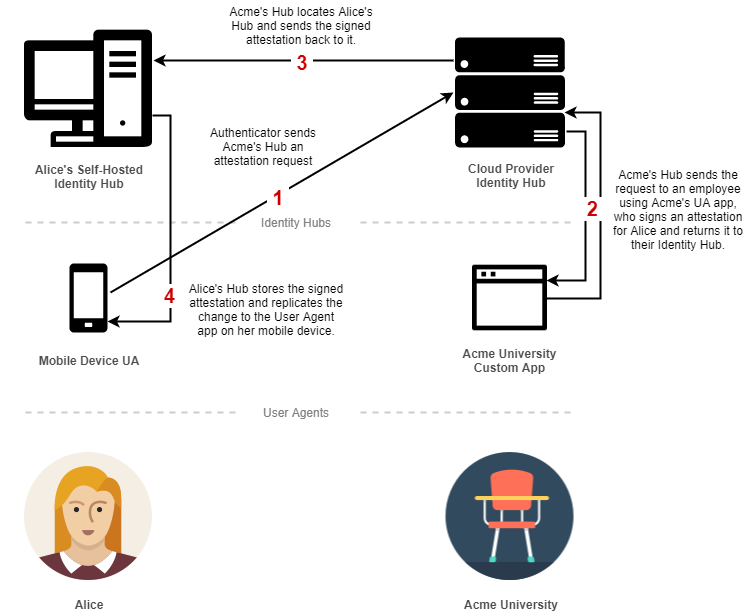 Acme's Hub locates Alice's
Hub and sends the signed
attestation back to it.
3
Alice's Self-Hosted
Identity Hub
Authenticator sends
Acme's Hub an
attestation request
1
Cloud Provider
Identity Hub
2
Acme's Hub sends the
request to an employee
using Acme's UA app,
who signs an attestation
for Alice and returns it to
their Identity Hub.
Identity Hubs
4
Alice's Hub stores the signed
attestation and replicates the
change to the User Agent
app on her mobile device.
Mobile Device UA
Acme University
Custom App
User Agents
Alice
Acme University